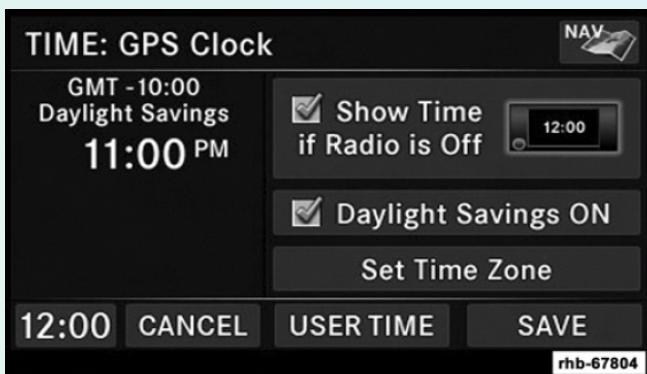 TIME: GPS Clock
NAV
GMT -10:00
Daylight Savings
11:00 PM
Show Time
if Radio is Off
12:00
Daylight Savings ON
Set Time Zone
12:00 CANCEL USER TIME SAVE
rhb-67804